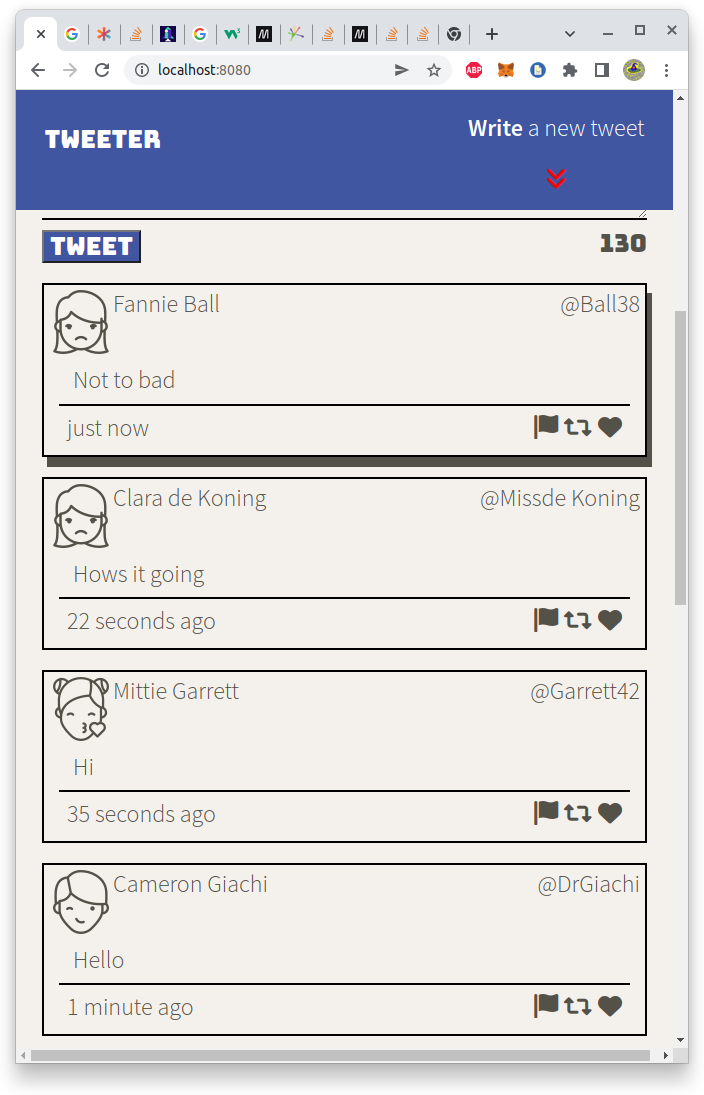 localhost:8080
ABP
TWEETER
Write a new tweet
TWEET
130
Fannie Ball
@Ball38
Not to bad
just now
Clara de Koning
@Missde Koning
Hows it going
22 seconds ago
Mittie Garrett
@Garrett42
Hi
35 seconds ago
Cameron Giachi
@DrGiachi
Hello
1 minute ago